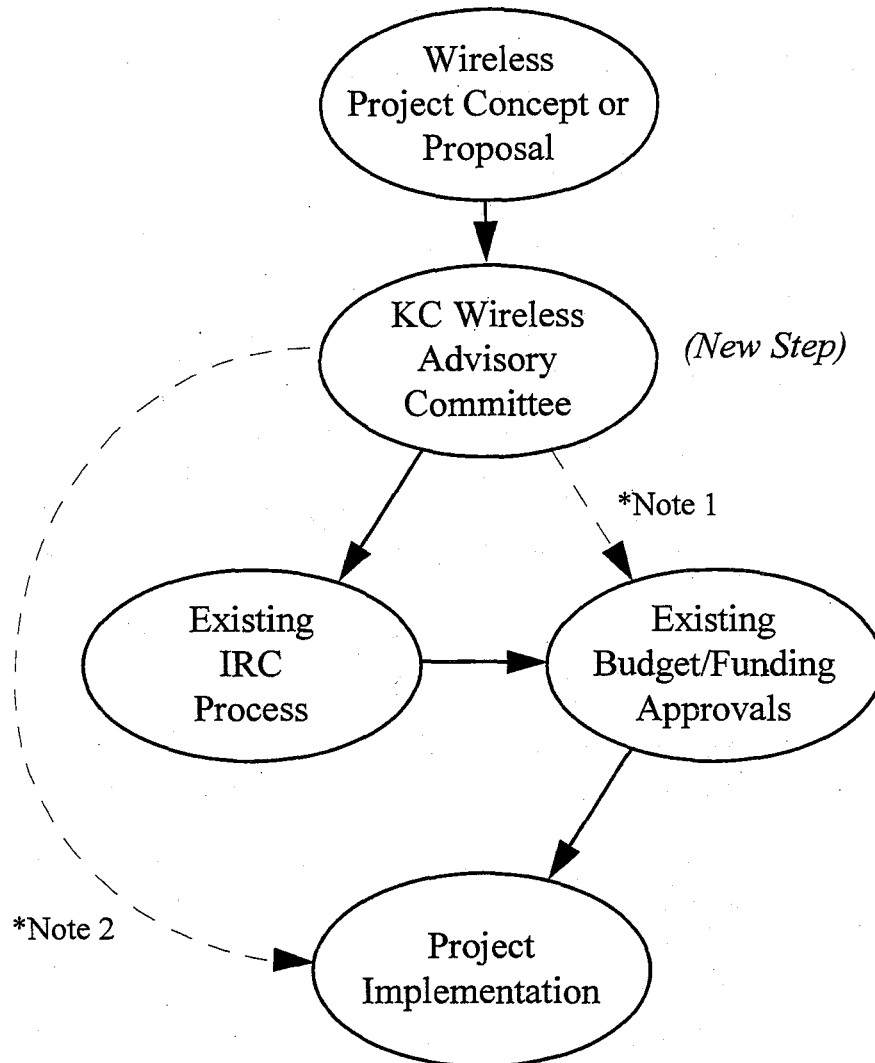 Wireless
Project Concept or
Proposal
KC Wireless
Advisory
Committee
(New Step)
*Note 1
Existing
IRC
Process
Existing
Budget/Funding
Approvals
*Note 2
Project
Implementation